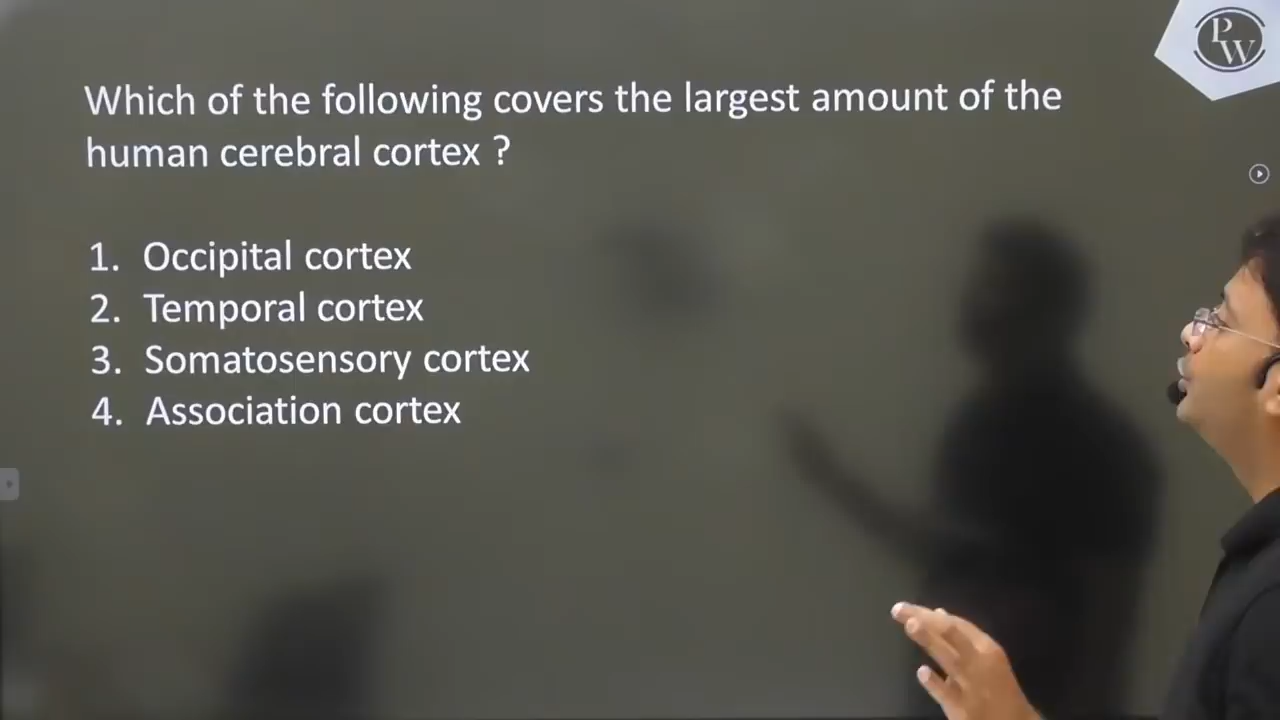 PW
Which of the following covers the largest amount of the
human cerebral cortex ?
1. Occipital cortex
2. Temporal cortex
3. Somatosensory cortex
4. Association cortex